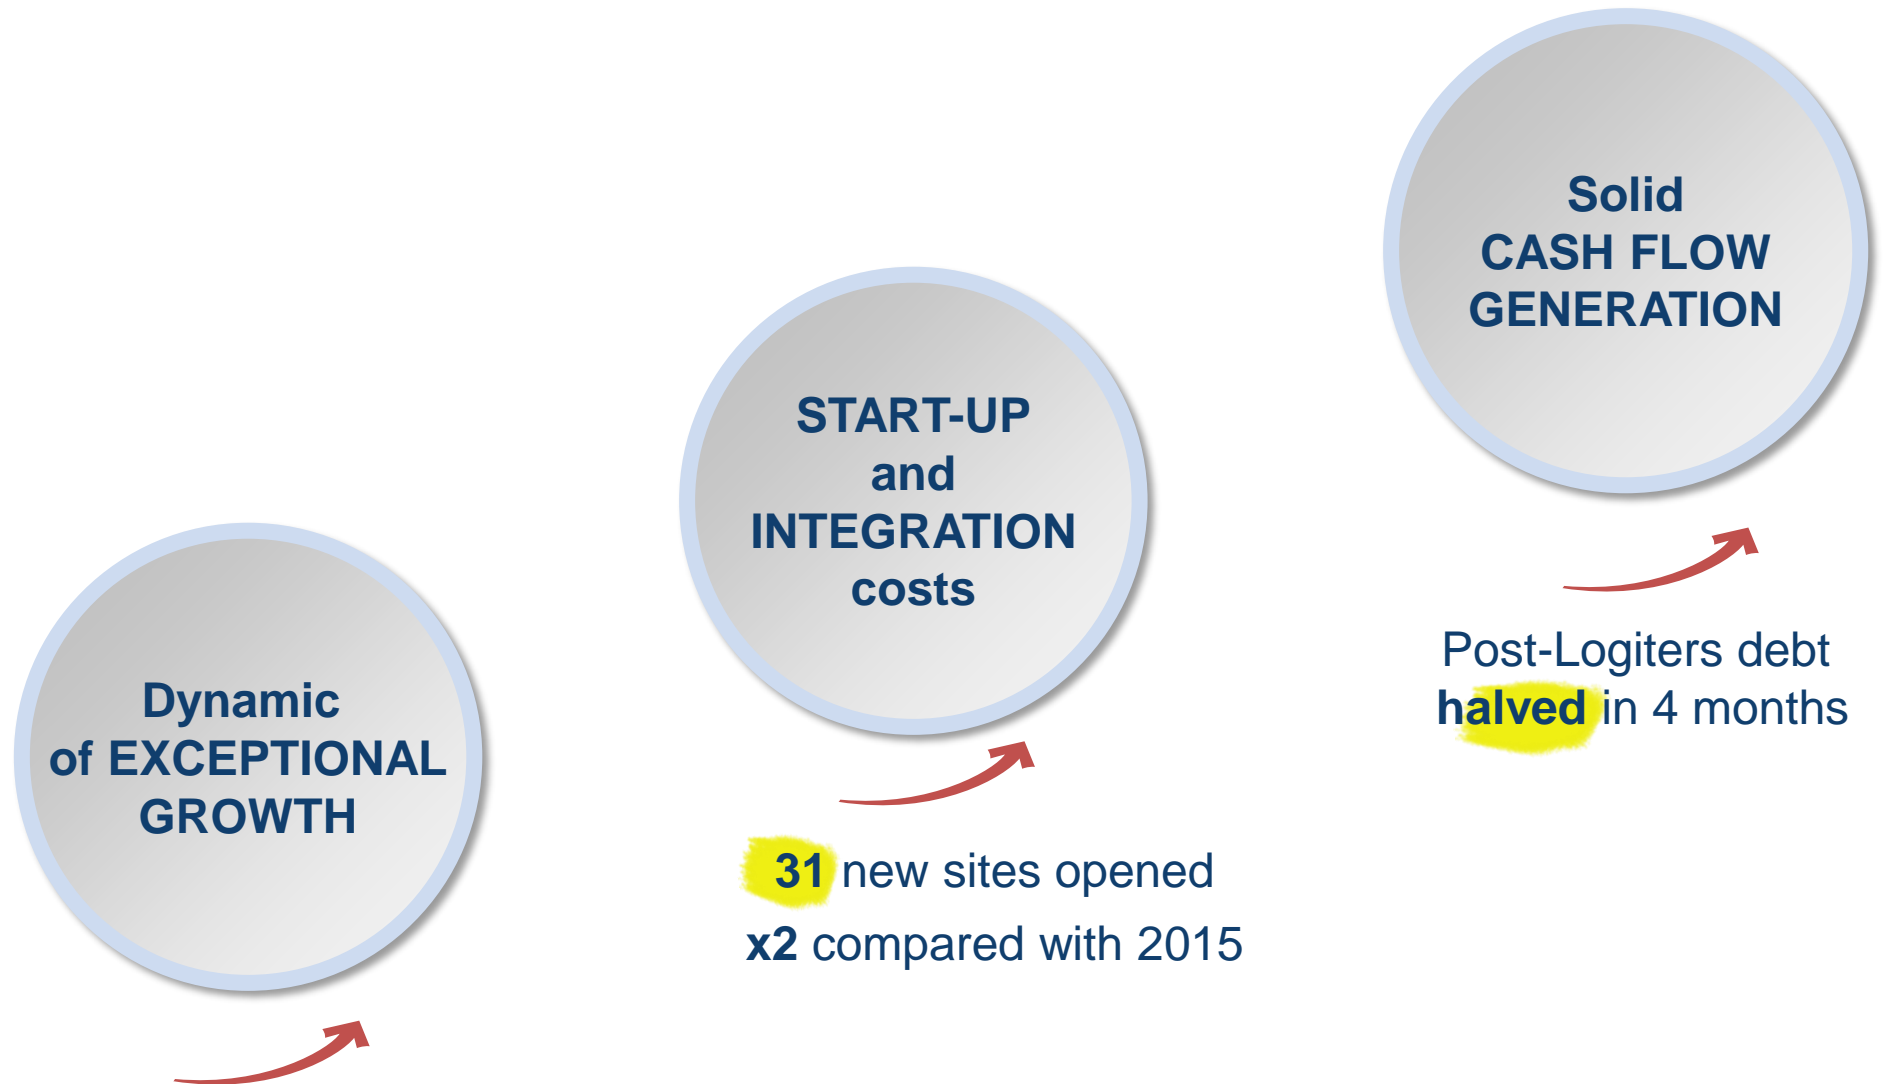 Dynamic
of EXCEPTIONAL
GROWTH
START-UP
and
INTEGRATION
costs
31 new sites opened
x2 compared with 2015
Solid
CASH FLOW
GENERATION
Post-Logiters debt
halved in 4 months